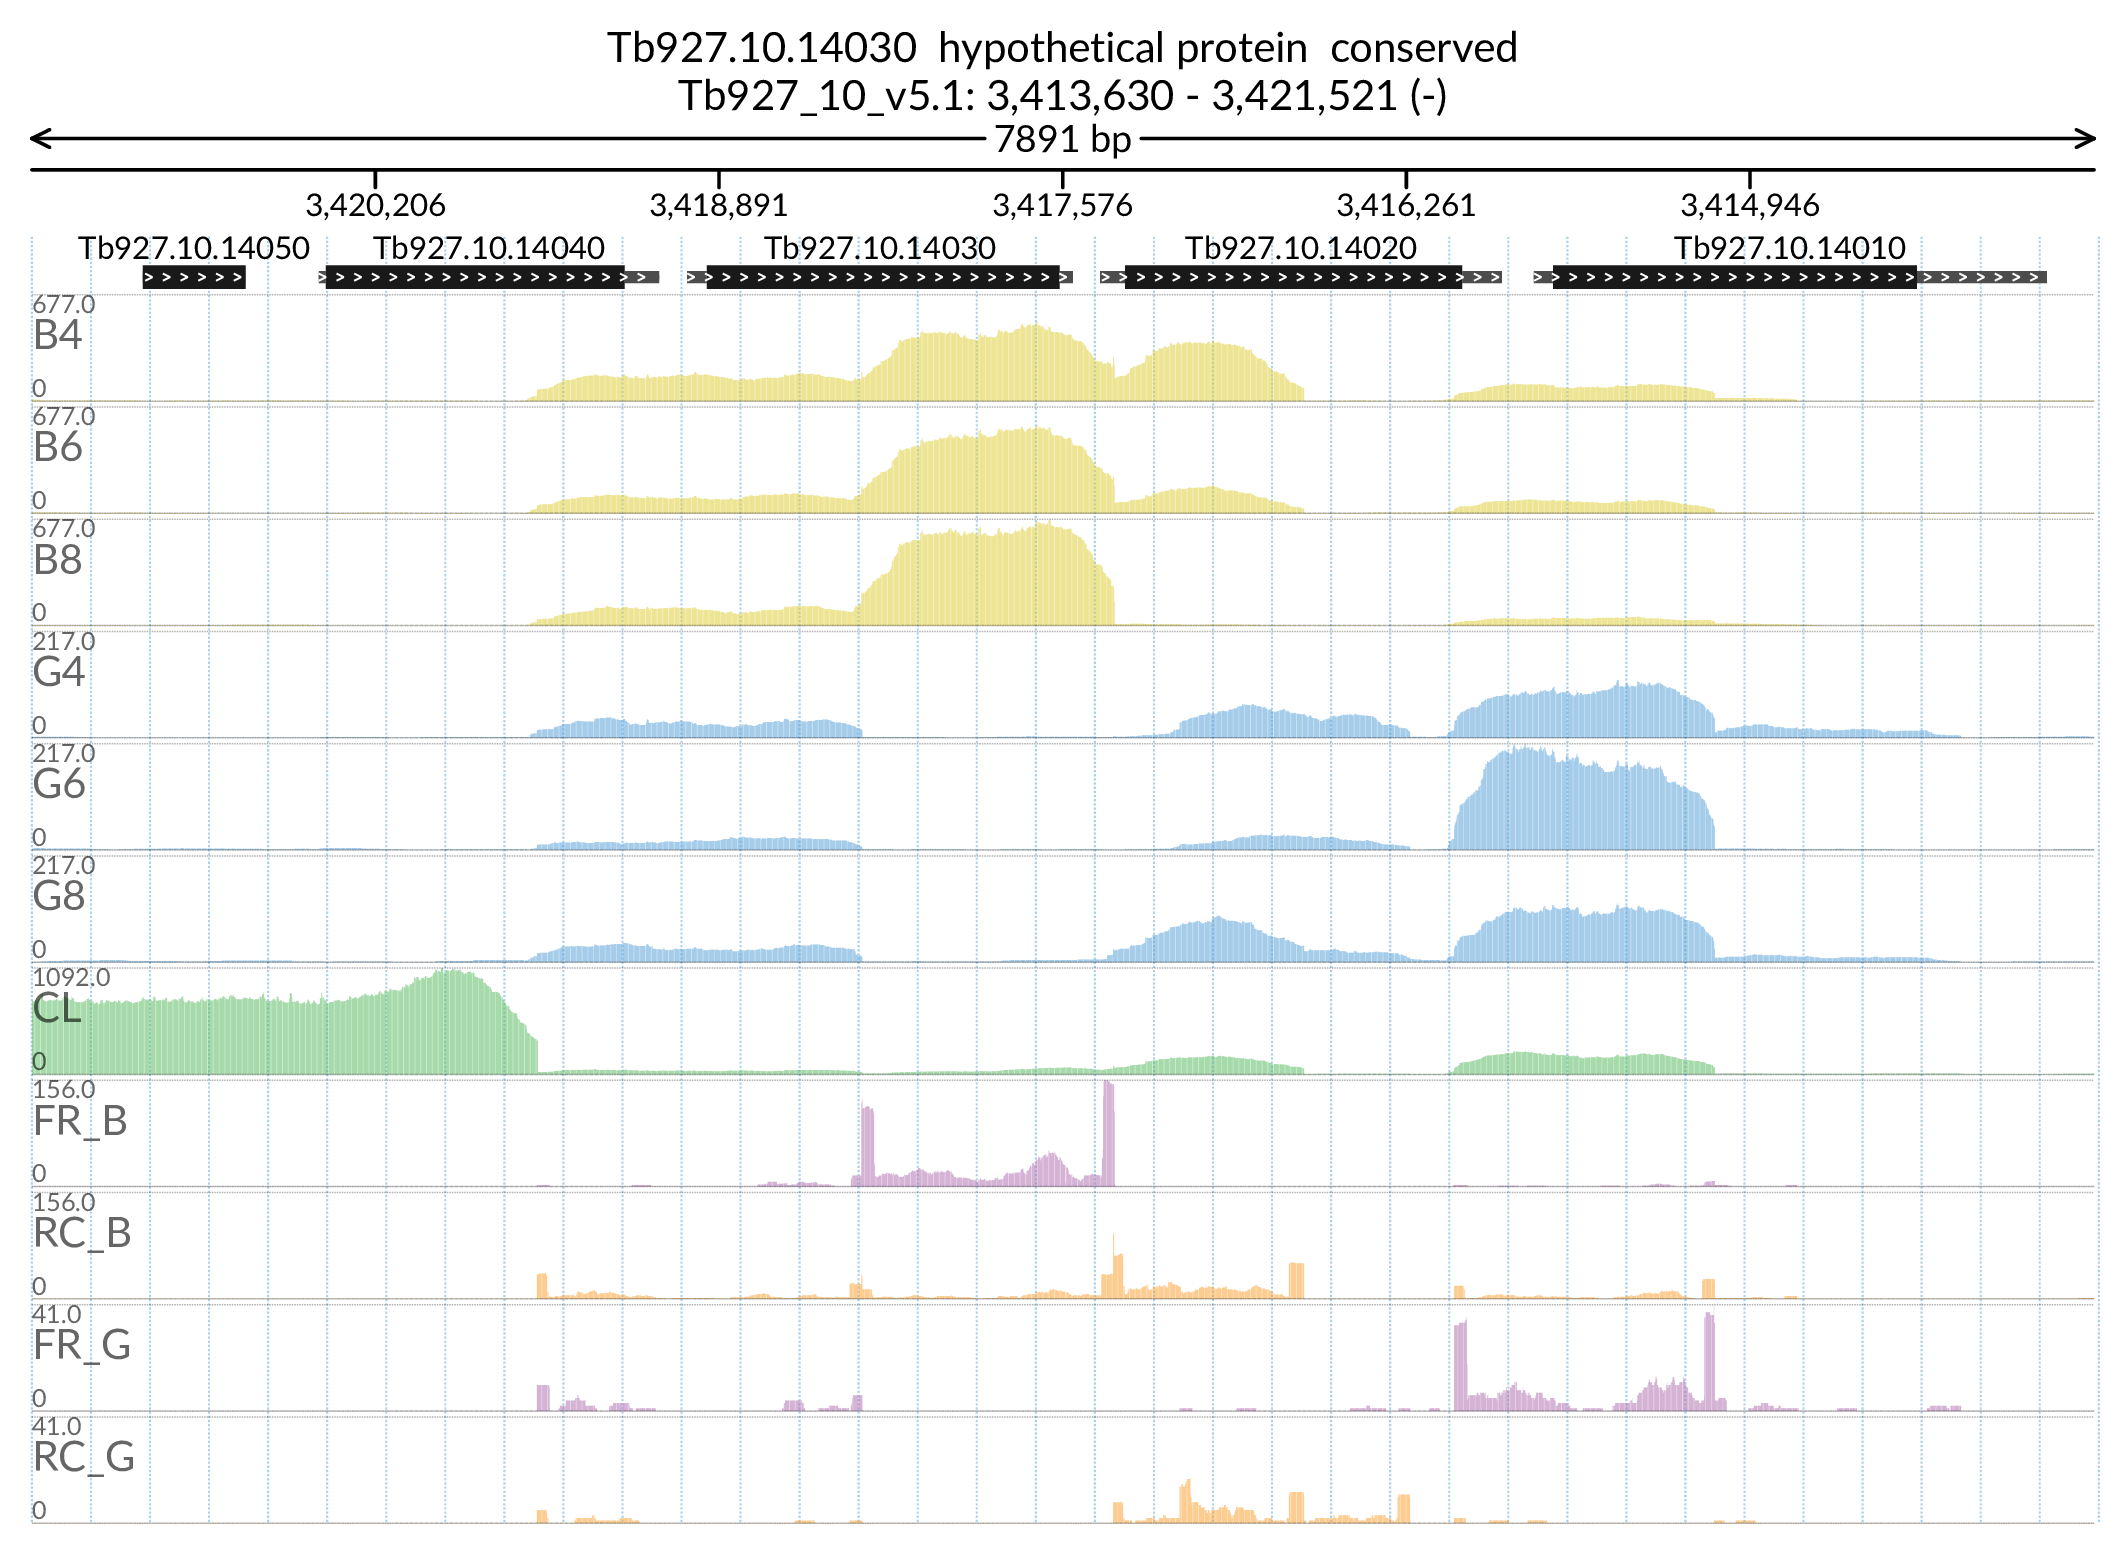 Tb927.10.14030  hypothetical protein  conserved
Tb927_10_v5.1: 3,413,630 - 3,421,521 (-)
7891 bp
3,420,206 3,418,891 3,417,576 3,416,261 3,414,946
Tb927.10.14050 Tb927.10.14040 Tb927.10.14030 Tb927.10.14020 Tb927.10.14010
677.0
B4
0
677.0
B6
0
677.0
B8
0
217.0
G4
0
217.0
G6
0
217.0
G8
0
1092.0
CL
0
156.0
FR_B
0
156.0
RC_B
0
41.0
FR_G
0
41.0
RC_G
0